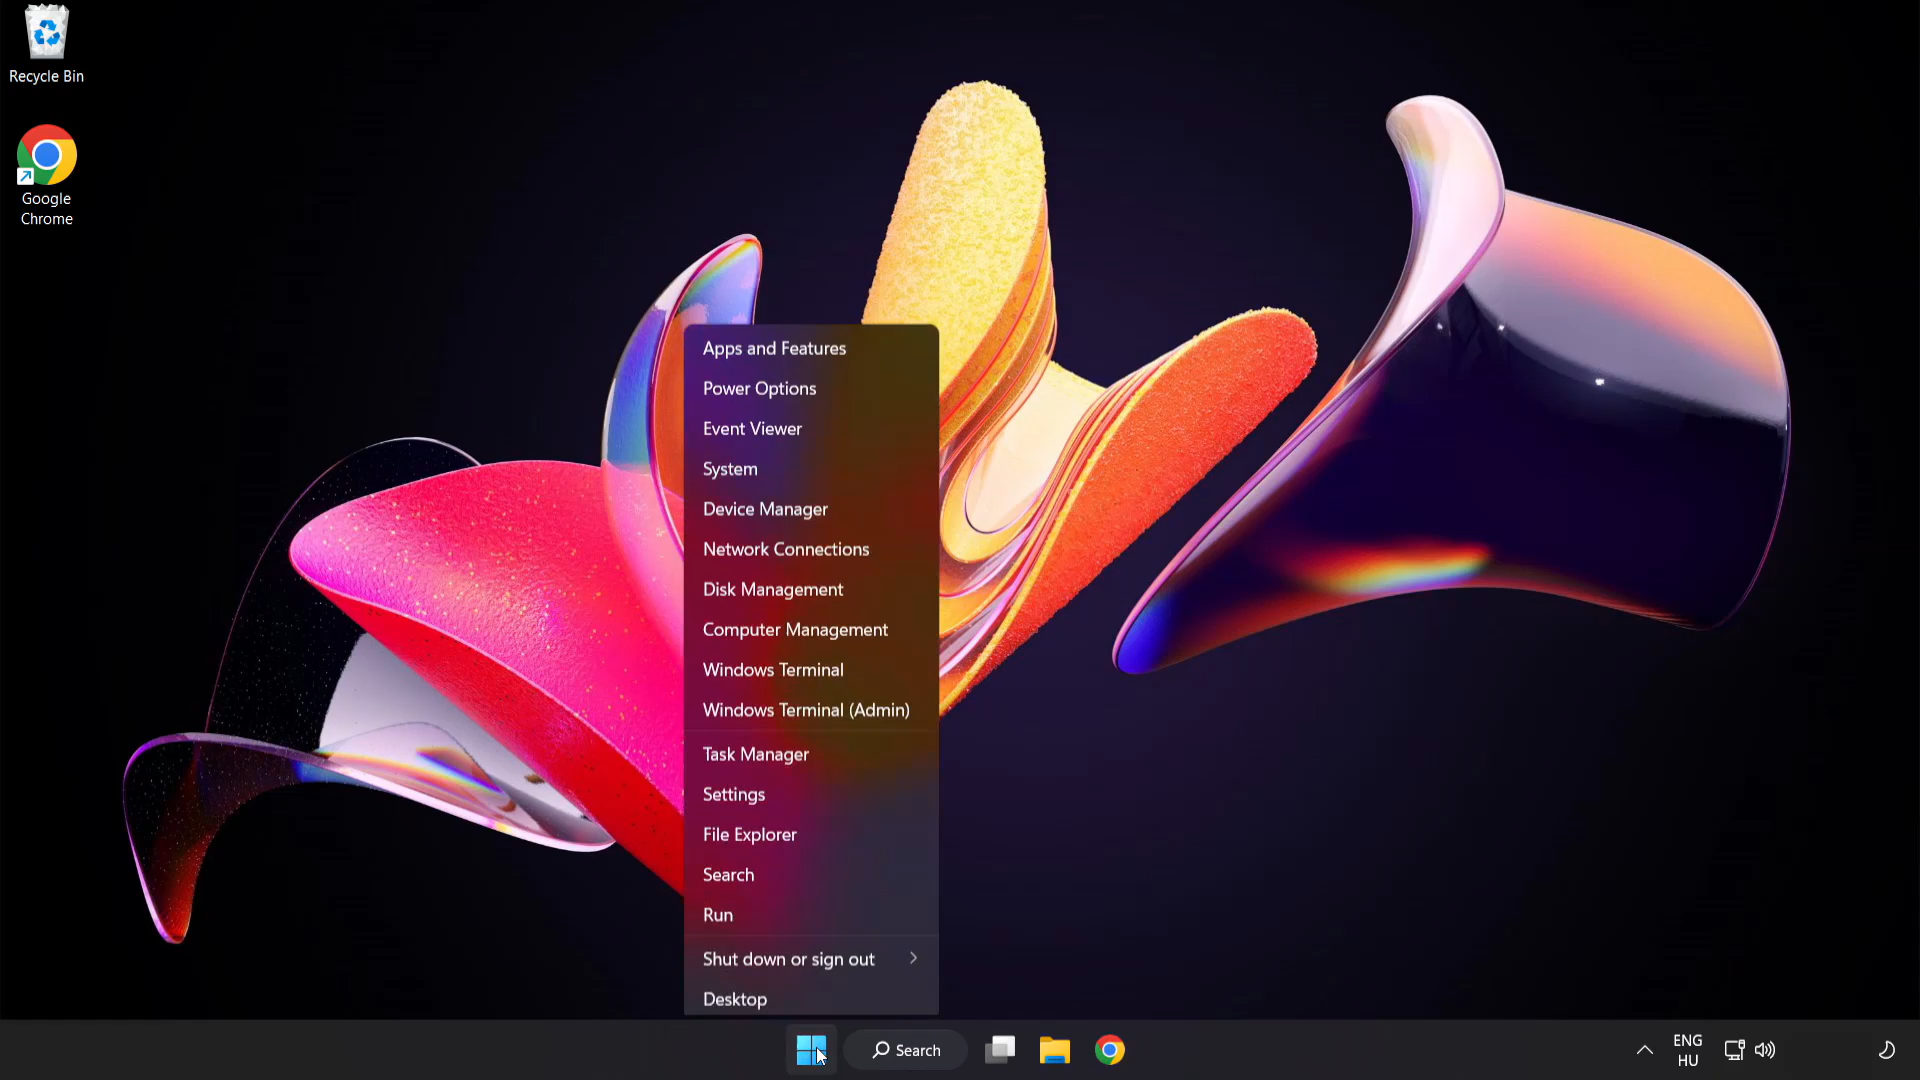 Recycle Bin
Google
Chrome
Apps and Features
Power Options
Event Viewer
System
Device Manager
Network Connections
Disk Management
Computer Management
Windows Terminal
Windows Terminal (Admin)
Task Manager
Settings
File Explorer
Search
Run
Shut down or sign out
Desktop
Search
ENG
HU